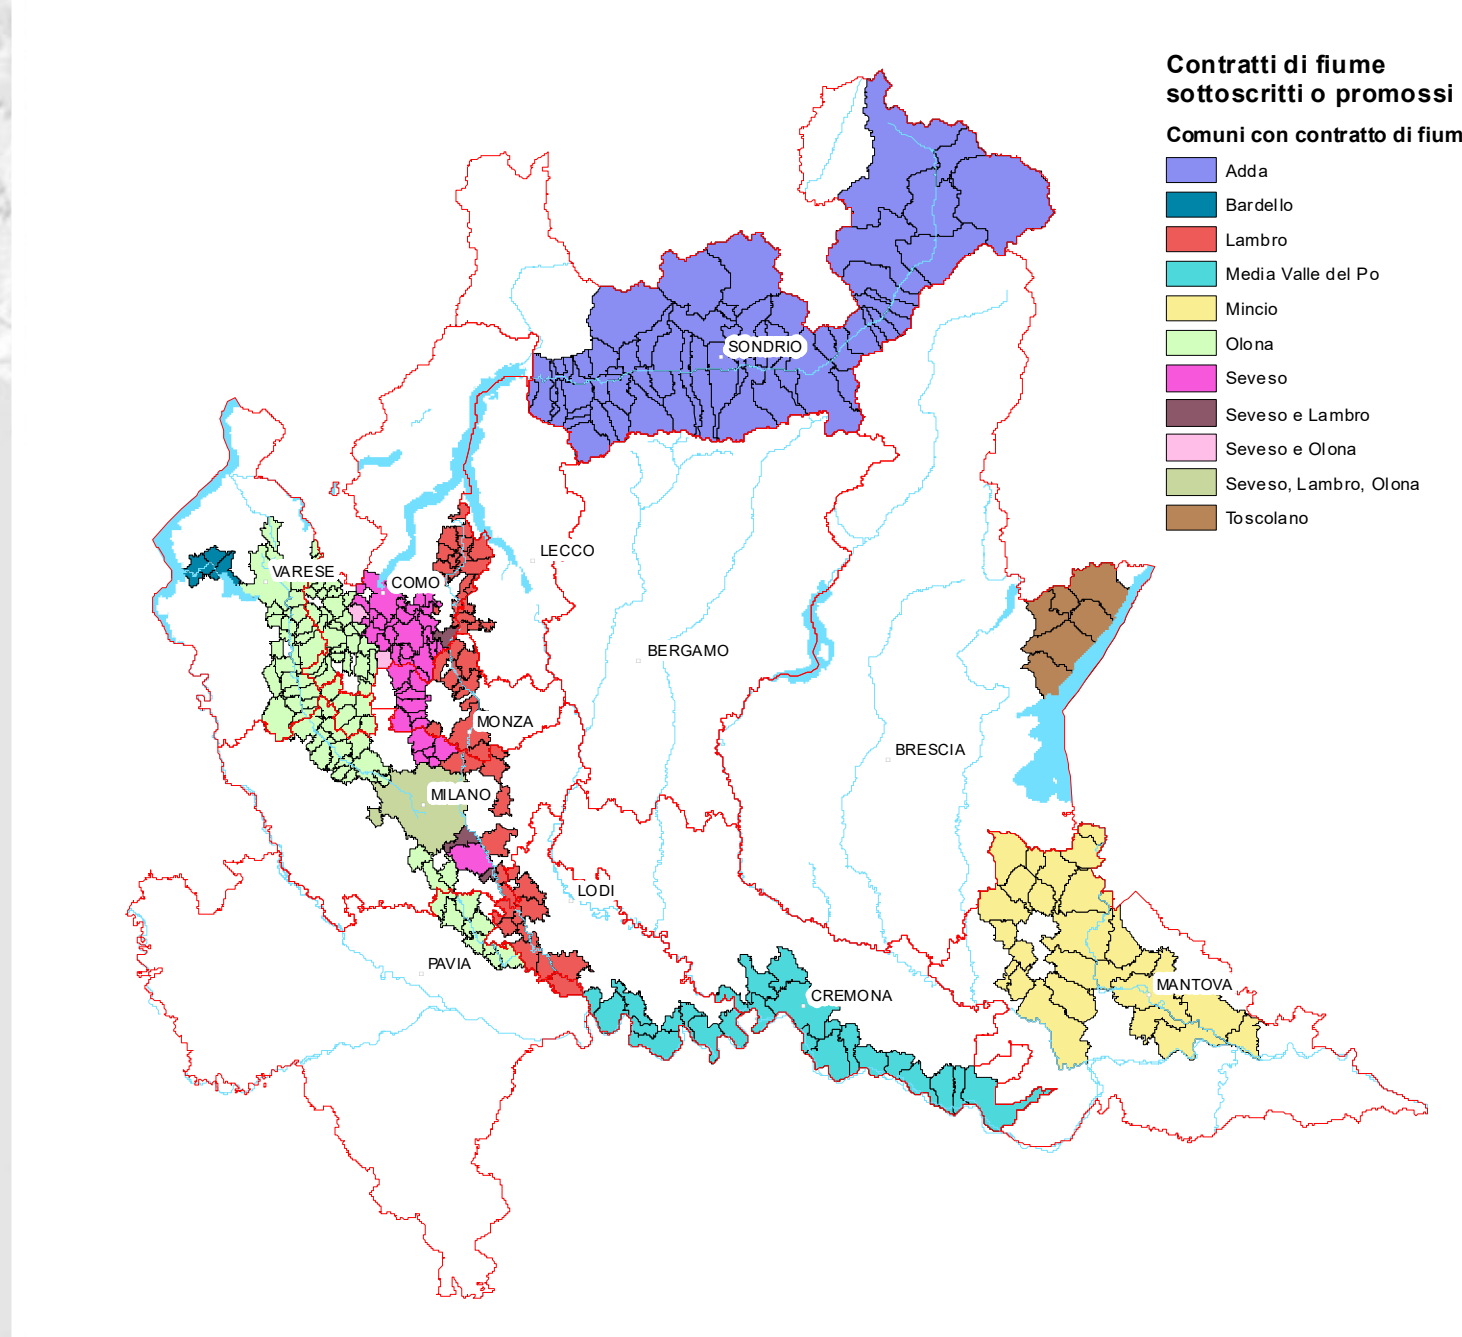 Contratti di fiume
sottoscritti o promossi
Comuni con contratto di fium
Adda
Bardello
Lambro
Media Valle del Po
Mincio
Olona
Seveso
Seveso e Lambro
Seveso e Olona
Seveso, Lambro, Olona
Toscolano
SONDRIO
LECCO
VARESE
COMO
BERGAMO
MONZA
BRESCIA
MILANO
LODI
PAVIA
MANTOVA
CREMONA